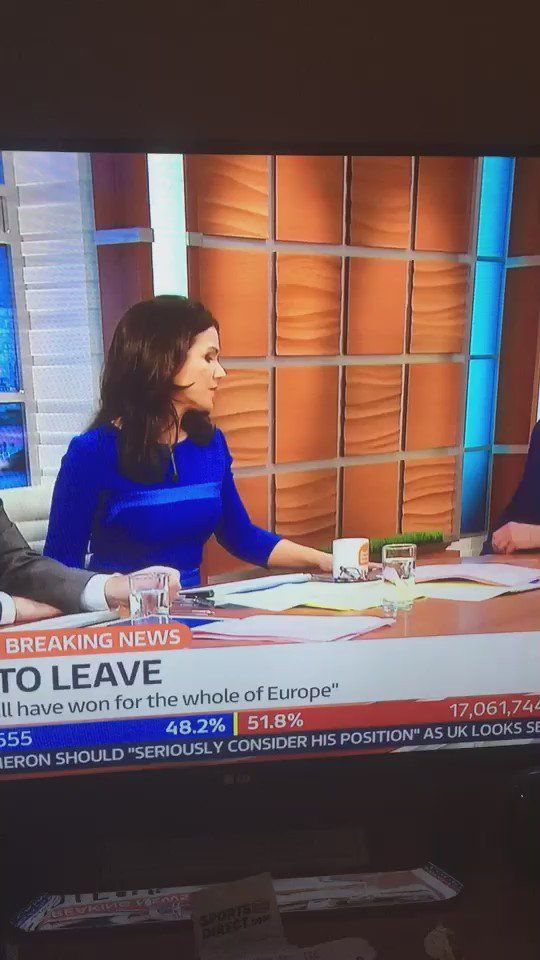 BREAKING NEWS
TO LEAVE
ll have won for the whole of Europe"
555 48.2% 51.8% 17,061,744
ERON SHOULD "SERIOUSLY CONSIDER HIS POSITION" AS UK LOOKS SE
LG
SPORTS
DIRECT.com